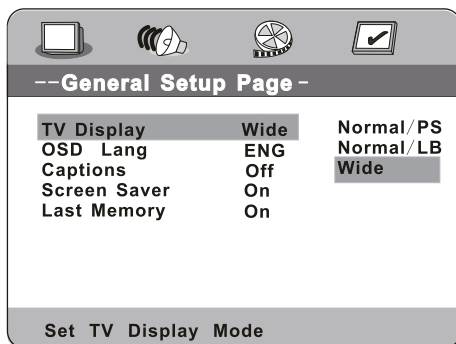 --General Setup Page-
TV Display Wide Normal/PS
OSD Lang ENG Normal/LB
Captions Off Wide
Screen Saver On
Last Memory On
Set TV Display Mode